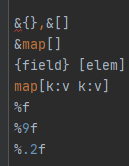 &{},&[]
&map[]
{field} [elem]
map[k:v k:v]
%f
%9f
%.2f